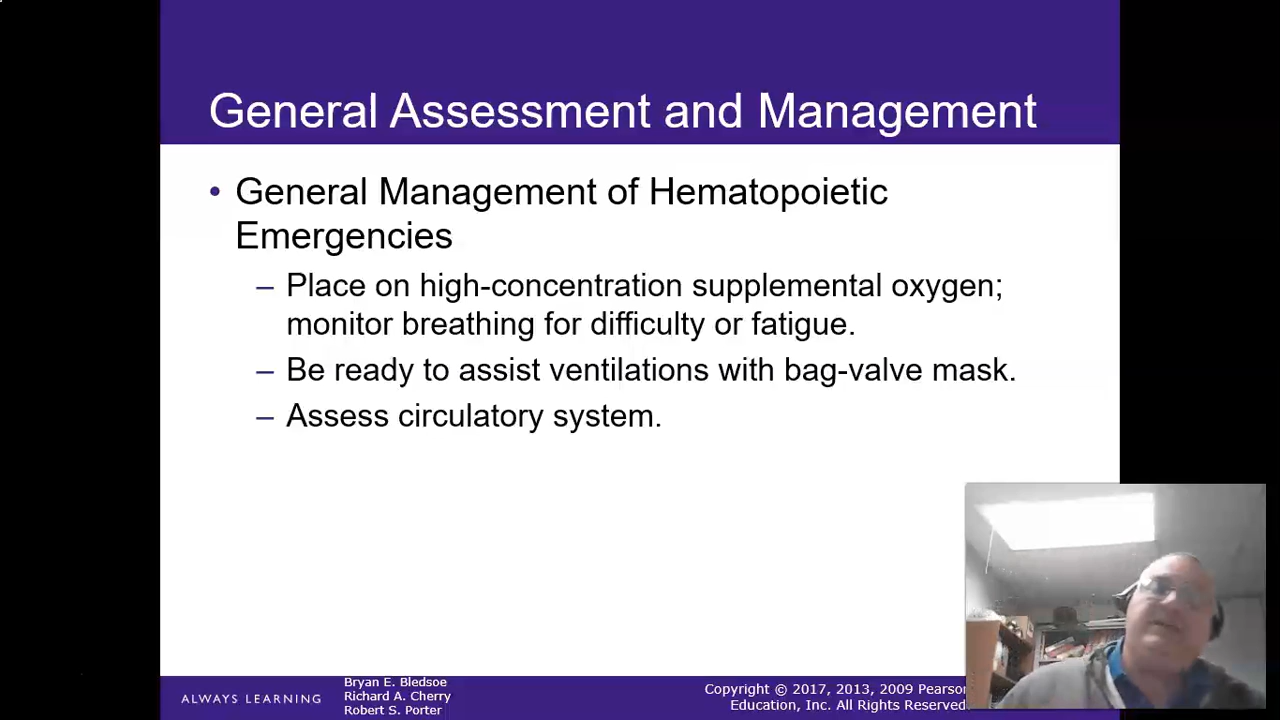 General Assessment and Management
• General Management of Hematopoietic
Emergencies
– Place on high-concentration supplemental oxygen;
monitor breathing for difficulty or fatigue.
– Be ready to assist ventilations with bag-valve mask.
– Assess circulatory system.
ALWAYS LEARNING
Bryan E. Bledsoe
Richard A. Cherry
Robert S. Porter
Copyright © 2017, 2013, 2009 Pearson
Education, Inc. All Rights Reserved.